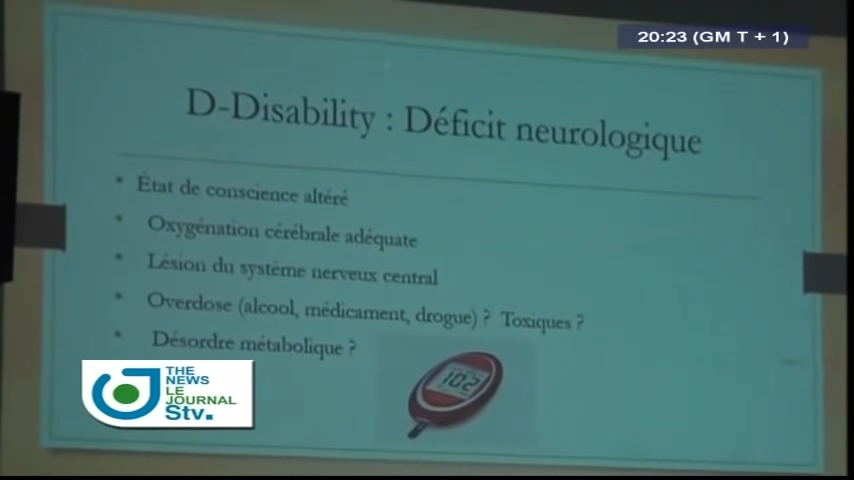 20:23 (GM T + 1)
D-Disability : Déficit neurologique
• État de conscience altéré
• Oxygénation cérébrale adéquate
• Lésion du système nerveux central
• Overdose (alcool, médicament, drogue) ? Toxiques ?
• Désordre métabolique ?
102
THE
NEWS
LE
JOURNAL
Stv.